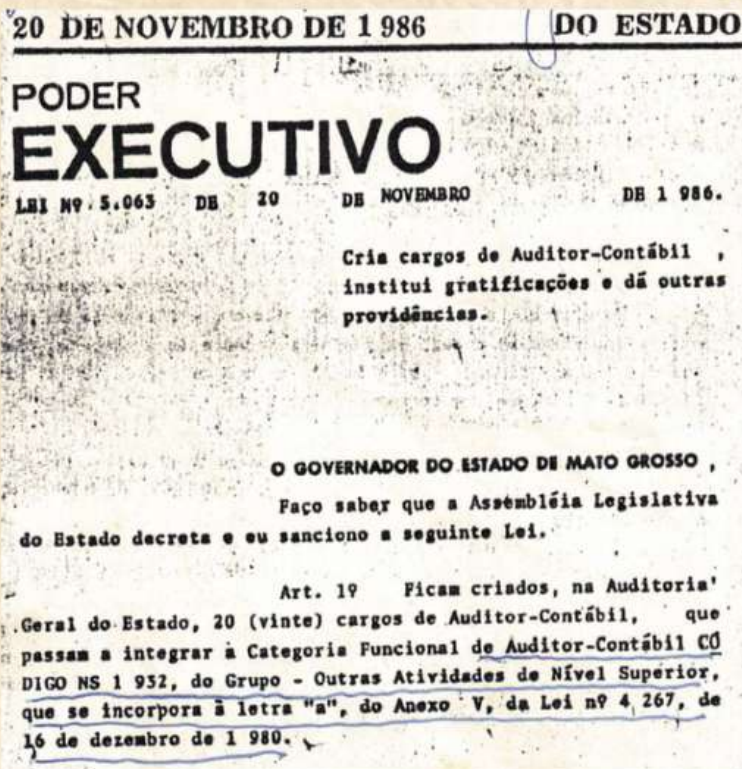 20 DE NOVEMBRO DE 1 986 DO ESTADO
PODER
EXECUTIVO
LEI Nº 5.063 DE 20 DE NOVEMBRO DE 1 986.
Cria cargos de Auditor-Contábil ,
institui gratificações e dá outras
providências.
O GOVERNADOR DO ESTADO DE MATO GROSSO ,
Faço saber que a Assembléia Legislativa
do Estado decreta e eu sanciono a seguinte Lei.
Art. 1º Ficam criados, na Auditoria'
Geral do Estado, 20 (vinte) cargos de Auditor-Contábil, que
passam a integrar à Categoria Funcional de Auditor-Contábil CÓ
DIGO NS 1 932, do Grupo - Outras Atividades de Nível Superior,
que se incorpora à letra "a", do Anexo V, da Lei nº 4 267, de
16 de dezembro de 1 980.